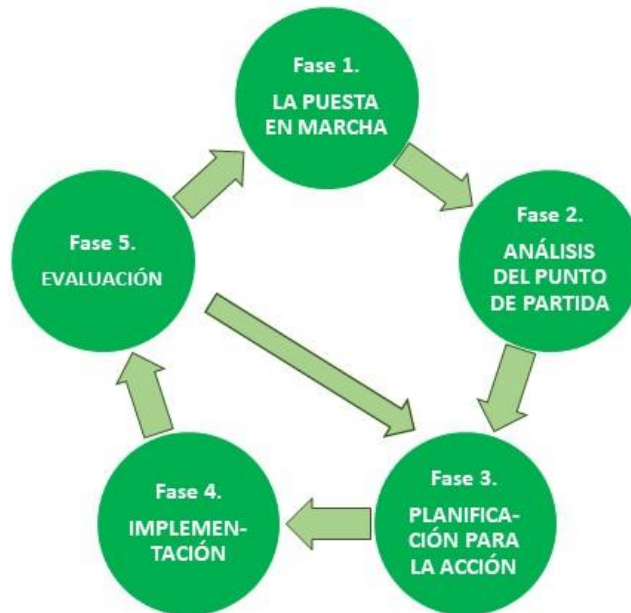 Fase 1.
LA PUESTA
EN MARCHA
Fase 2.
ANÁLISIS
DEL PUNTO
DE PARTIDA
Fase 3.
PLANIFICA-
CIÓN PARA
LA ACCIÓN
Fase 4.
IMPLEMEN-
TACIÓN
Fase 5.
EVALUACIÓN